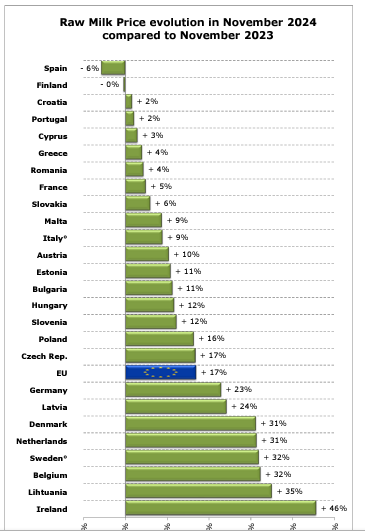 Raw Milk Price evolution in November 2024
compared to November 2023
Spain - 6%
Finland - 0%
Croatia + 2%
Portugal + 2%
Cyprus + 3%
Greece + 4%
Romania + 4%
France + 5%
Slovakia + 6%
Malta + 9%
Italy° + 9%
Austria + 10%
Estonia + 11%
Bulgaria + 11%
Hungary + 12%
Slovenia + 12%
Poland + 16%
Czech Rep. + 17%
EU + 17%
Germany + 23%
Latvia + 24%
Denmark + 31%
Netherlands + 31%
Sweden° + 32%
Belgium + 32%
Lihtuania + 35%
Ireland + 46%